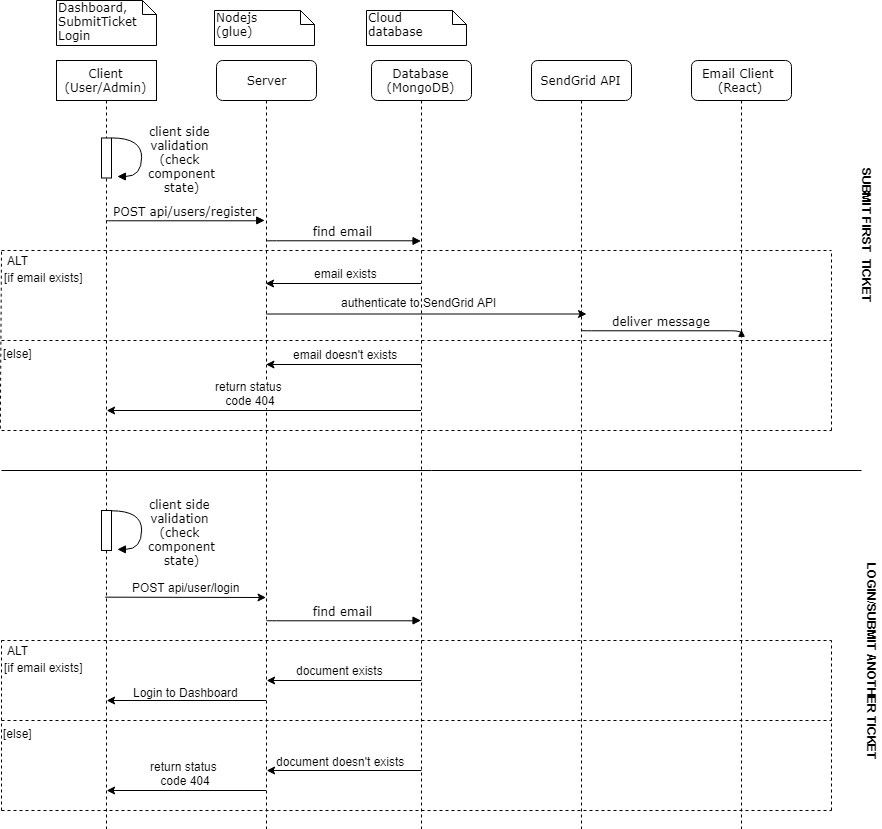 Dashboard,
SubmitTicket
Login
Nodejs
(glue)
Cloud
database
Client
(User/Admin)
Server
Database
(MongoDB)
SendGrid API
Email Client
(React)
client side
validation
(check
component
state)
POST api/users/register
find email
ALT
[if email exists]
email exists
authenticate to SendGrid API
deliver message
[else]
email doesn't exists
return status
code 404
SUBMIT FIRST TICKET
client side
validation
(check
component
state)
POST api/user/login
find email
ALT
[if email exists]
document exists
Login to Dashboard
[else]
document doesn't exists
return status
code 404
LOGIN/SUBMIT ANOTHER TICKET